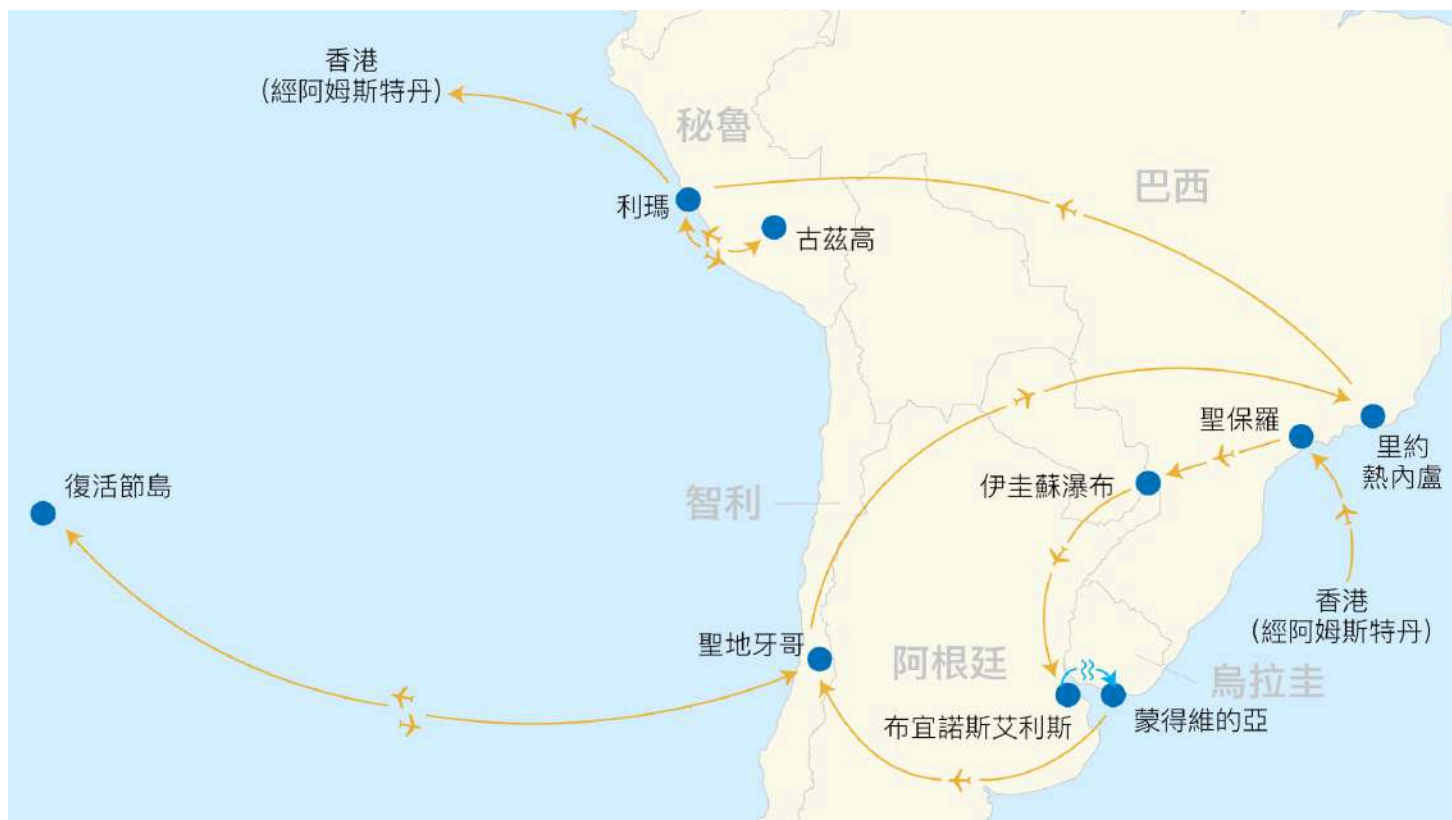 香港
(經阿姆斯特丹)
秘魯
巴西
利瑪
古茲高
聖保羅
里約
熱內盧
復活節島
伊圭蘇瀑布
智利
香港
(經阿姆斯特丹)
聖地牙哥
阿根廷
烏拉圭
布宜諾斯艾利斯
蒙得維的亞